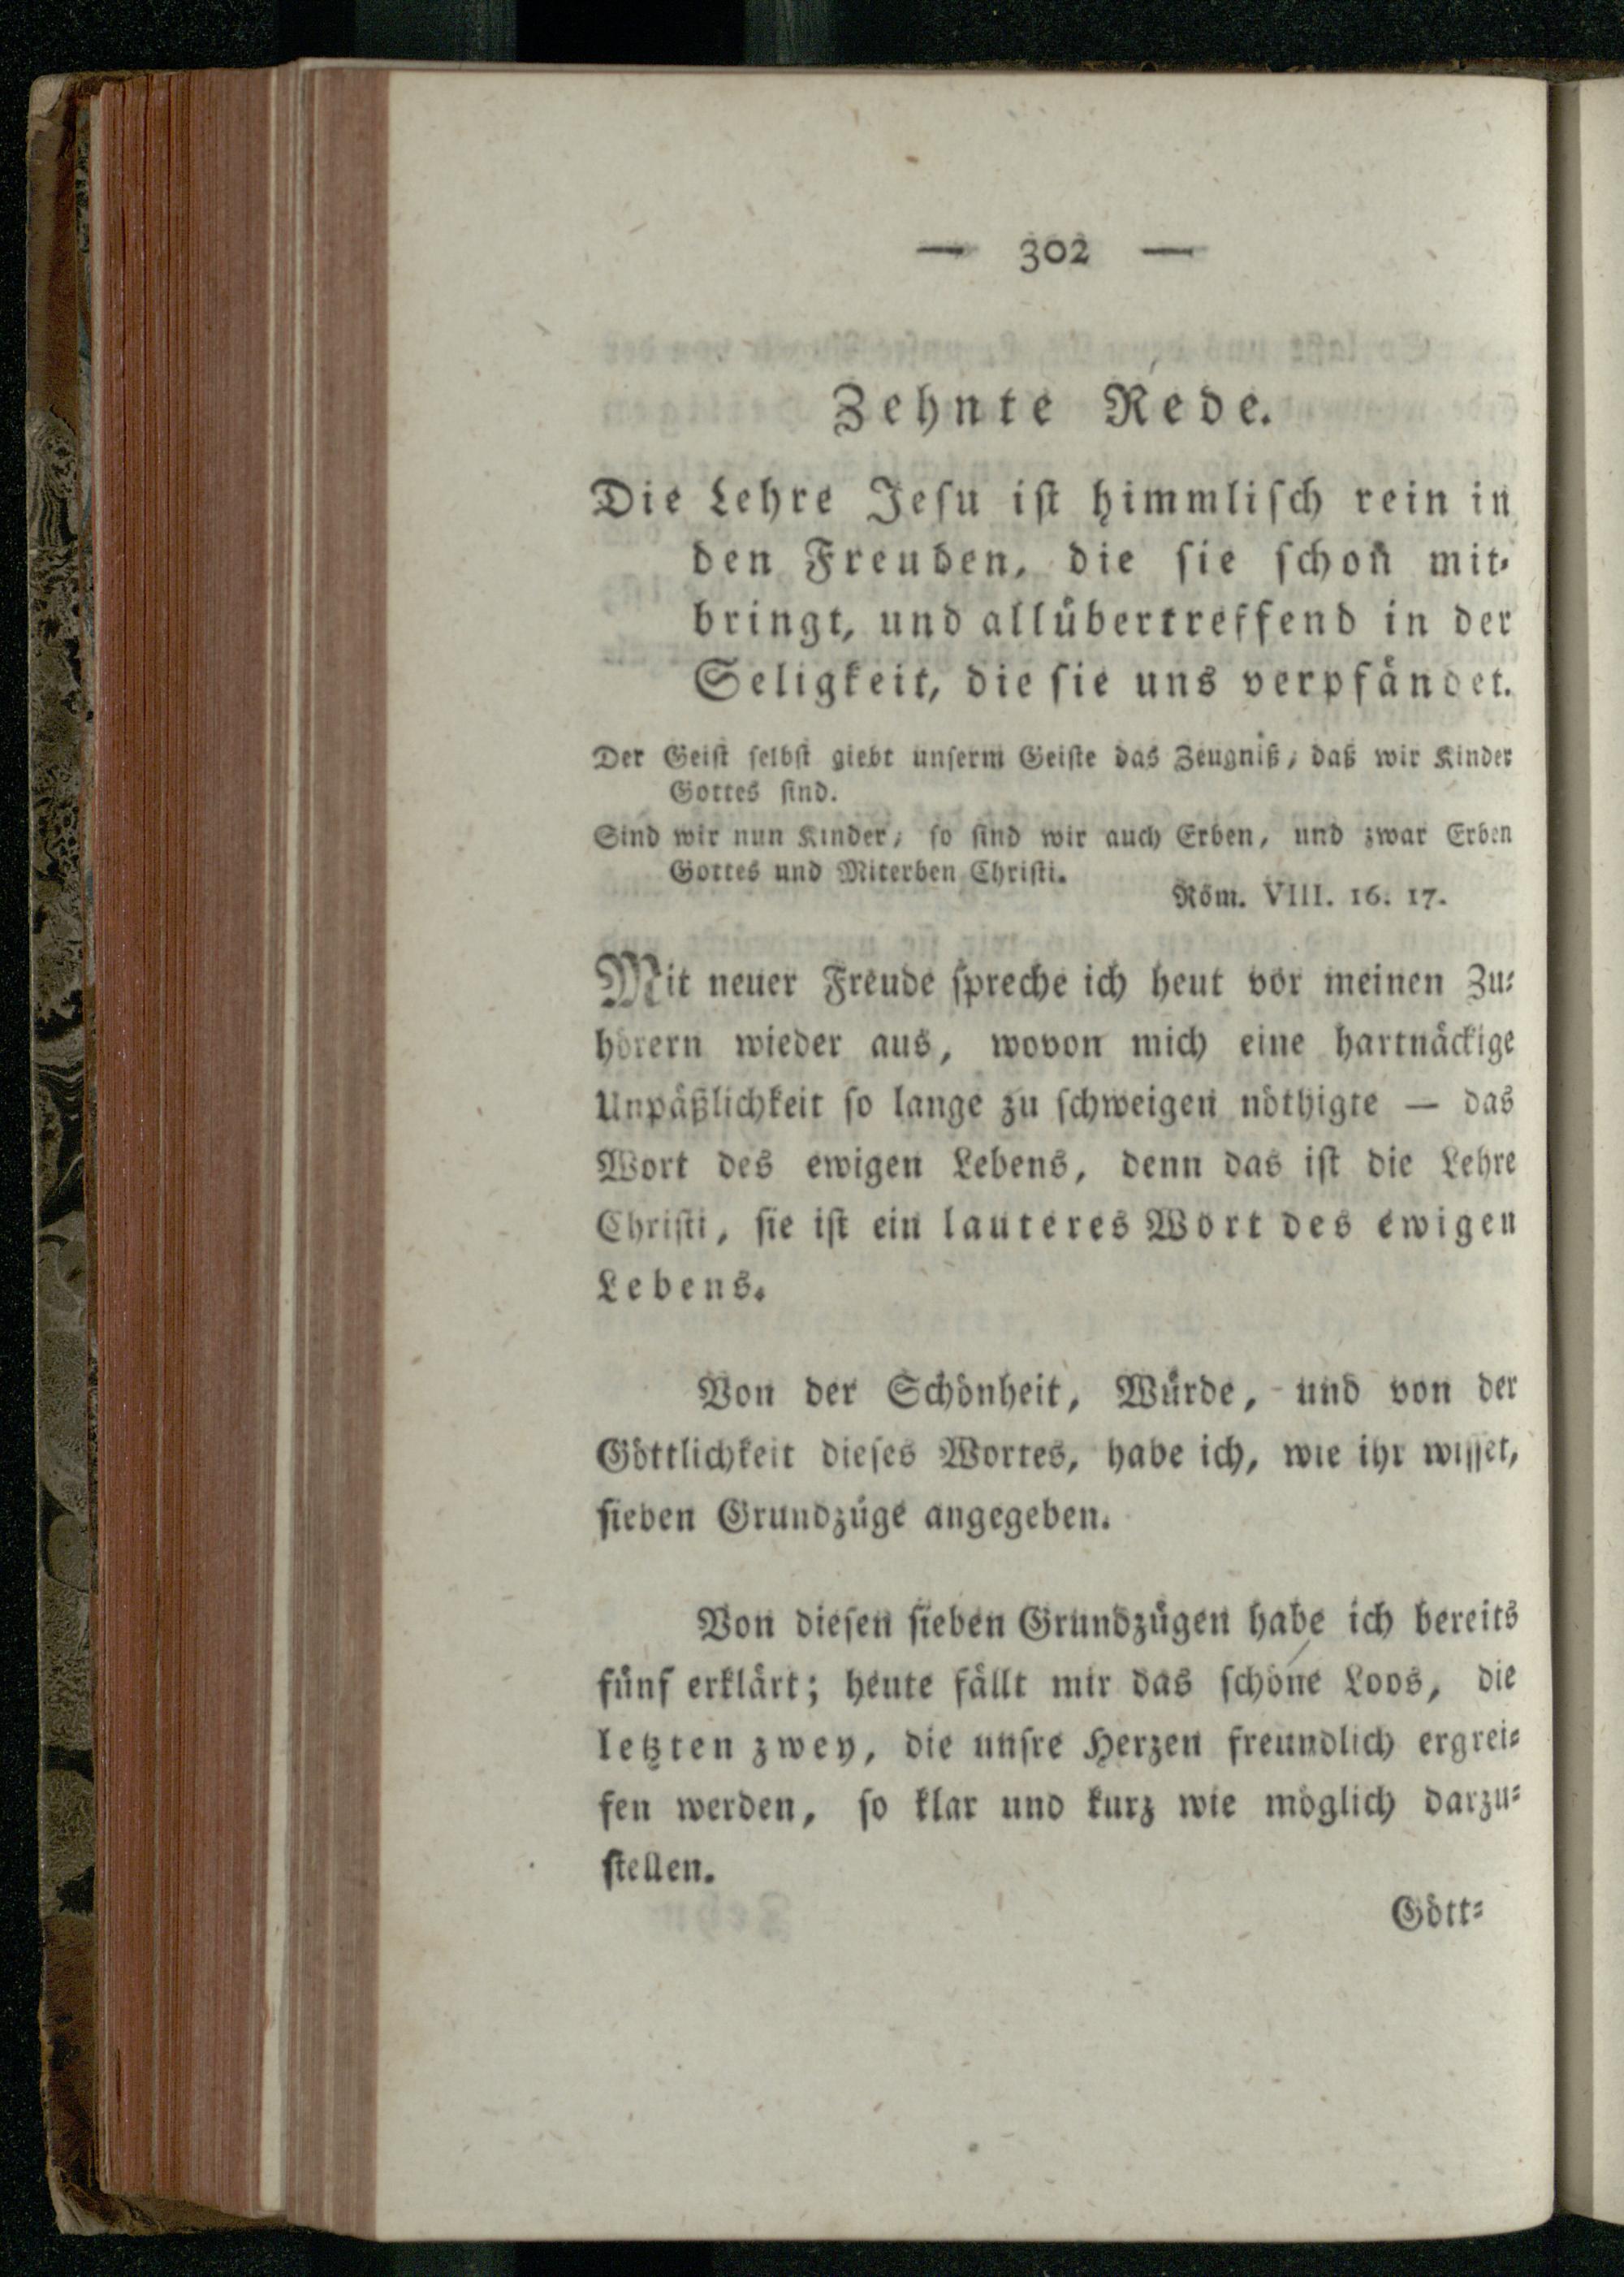 — 302 —
Zehnte Rede.
Die Lehre Jeſu iſt himmliſch rein in
den Freuden, die ſie ſchon mit-
bringt, und allübertreffend in der
Seligkeit, die ſie uns verpfändet.
Der Geiſt ſelbſt giebt unſerm Geiſte das Zeugniß, daß wir Kinder
Gottes ſind.
Sind wir nun Kinder, ſo ſind wir auch Erben, und zwar Erben
Gottes und Miterben Chriſti.
Röm. VIII. 16. 17.
Mit neuer Freude ſpreche ich heut vor meinen Zu-
hörern wieder aus, wovon mich eine hartnäckige
Unpäßlichkeit ſo lange zu ſchweigen nöthigte — das
Wort des ewigen Lebens, denn das iſt die Lehre
Chriſti, ſie iſt ein lauteres Wort des ewigen
Lebens.
Von der Schönheit, Würde, und von der
Göttlichkeit dieſes Wortes, habe ich, wie ihr wiſſet,
ſieben Grundzüge angegeben.
Von dieſen ſieben Grundzügen habe ich bereits
fünf erklärt; heute fällt mir das ſchöne Loos, die
letzten zwey, die unſre Herzen freundlich ergrei-
fen werden, ſo klar und kurz wie möglich darzu-
ſtellen.
Gött-